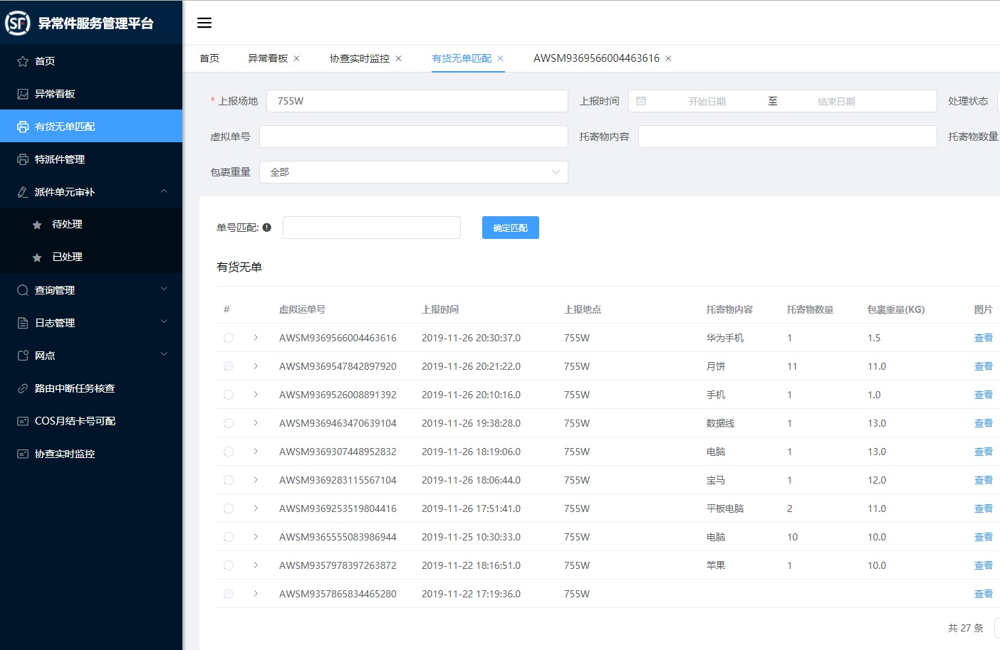 SF 异常件服务管理平台
首页
异常看板
有货无单匹配
特派件管理
派件单元审补
待处理
已处理
查询管理
日志管理
网点
路由中断任务核查
COS月结卡号可配
协查实时监控
首页 异常看板 × 协查实时监控 × 有货无单匹配 × AWSM9369566004463616 ×
* 上报场地 755W 上报时间 开始日期 至 结束日期 处理状态
虚拟单号 托寄物内容 托寄物数量
包裹重量 全部
单号匹配: 确定匹配
有货无单
# 虚拟运单号 上报时间 上报地点 托寄物内容 托寄物数量 包裹重量(KG) 图片
AWSM9369566004463616 2019-11-26 20:30:37.0 755W 华为手机 1 1.5 查看
AWSM9369547842897920 2019-11-26 20:21:22.0 755W 月饼 11 11.0 查看
AWSM9369526008891392 2019-11-26 20:10:16.0 755W 手机 1 1.0 查看
AWSM9369463470639104 2019-11-26 19:38:28.0 755W 数据线 1 13.0 查看
AWSM9369307448952832 2019-11-26 18:19:06.0 755W 电脑 1 13.0 查看
AWSM9369283115567104 2019-11-26 18:06:44.0 755W 宝马 1 12.0 查看
AWSM9369253519804416 2019-11-26 17:51:41.0 755W 平板电脑 2 11.0 查看
AWSM9365555083986944 2019-11-25 10:30:33.0 755W 电脑 10 10.0 查看
AWSM9357978397263872 2019-11-22 18:16:51.0 755W 苹果 1 10.0 查看
AWSM9357865834465280 2019-11-22 17:19:36.0 755W 查看
共 27 条